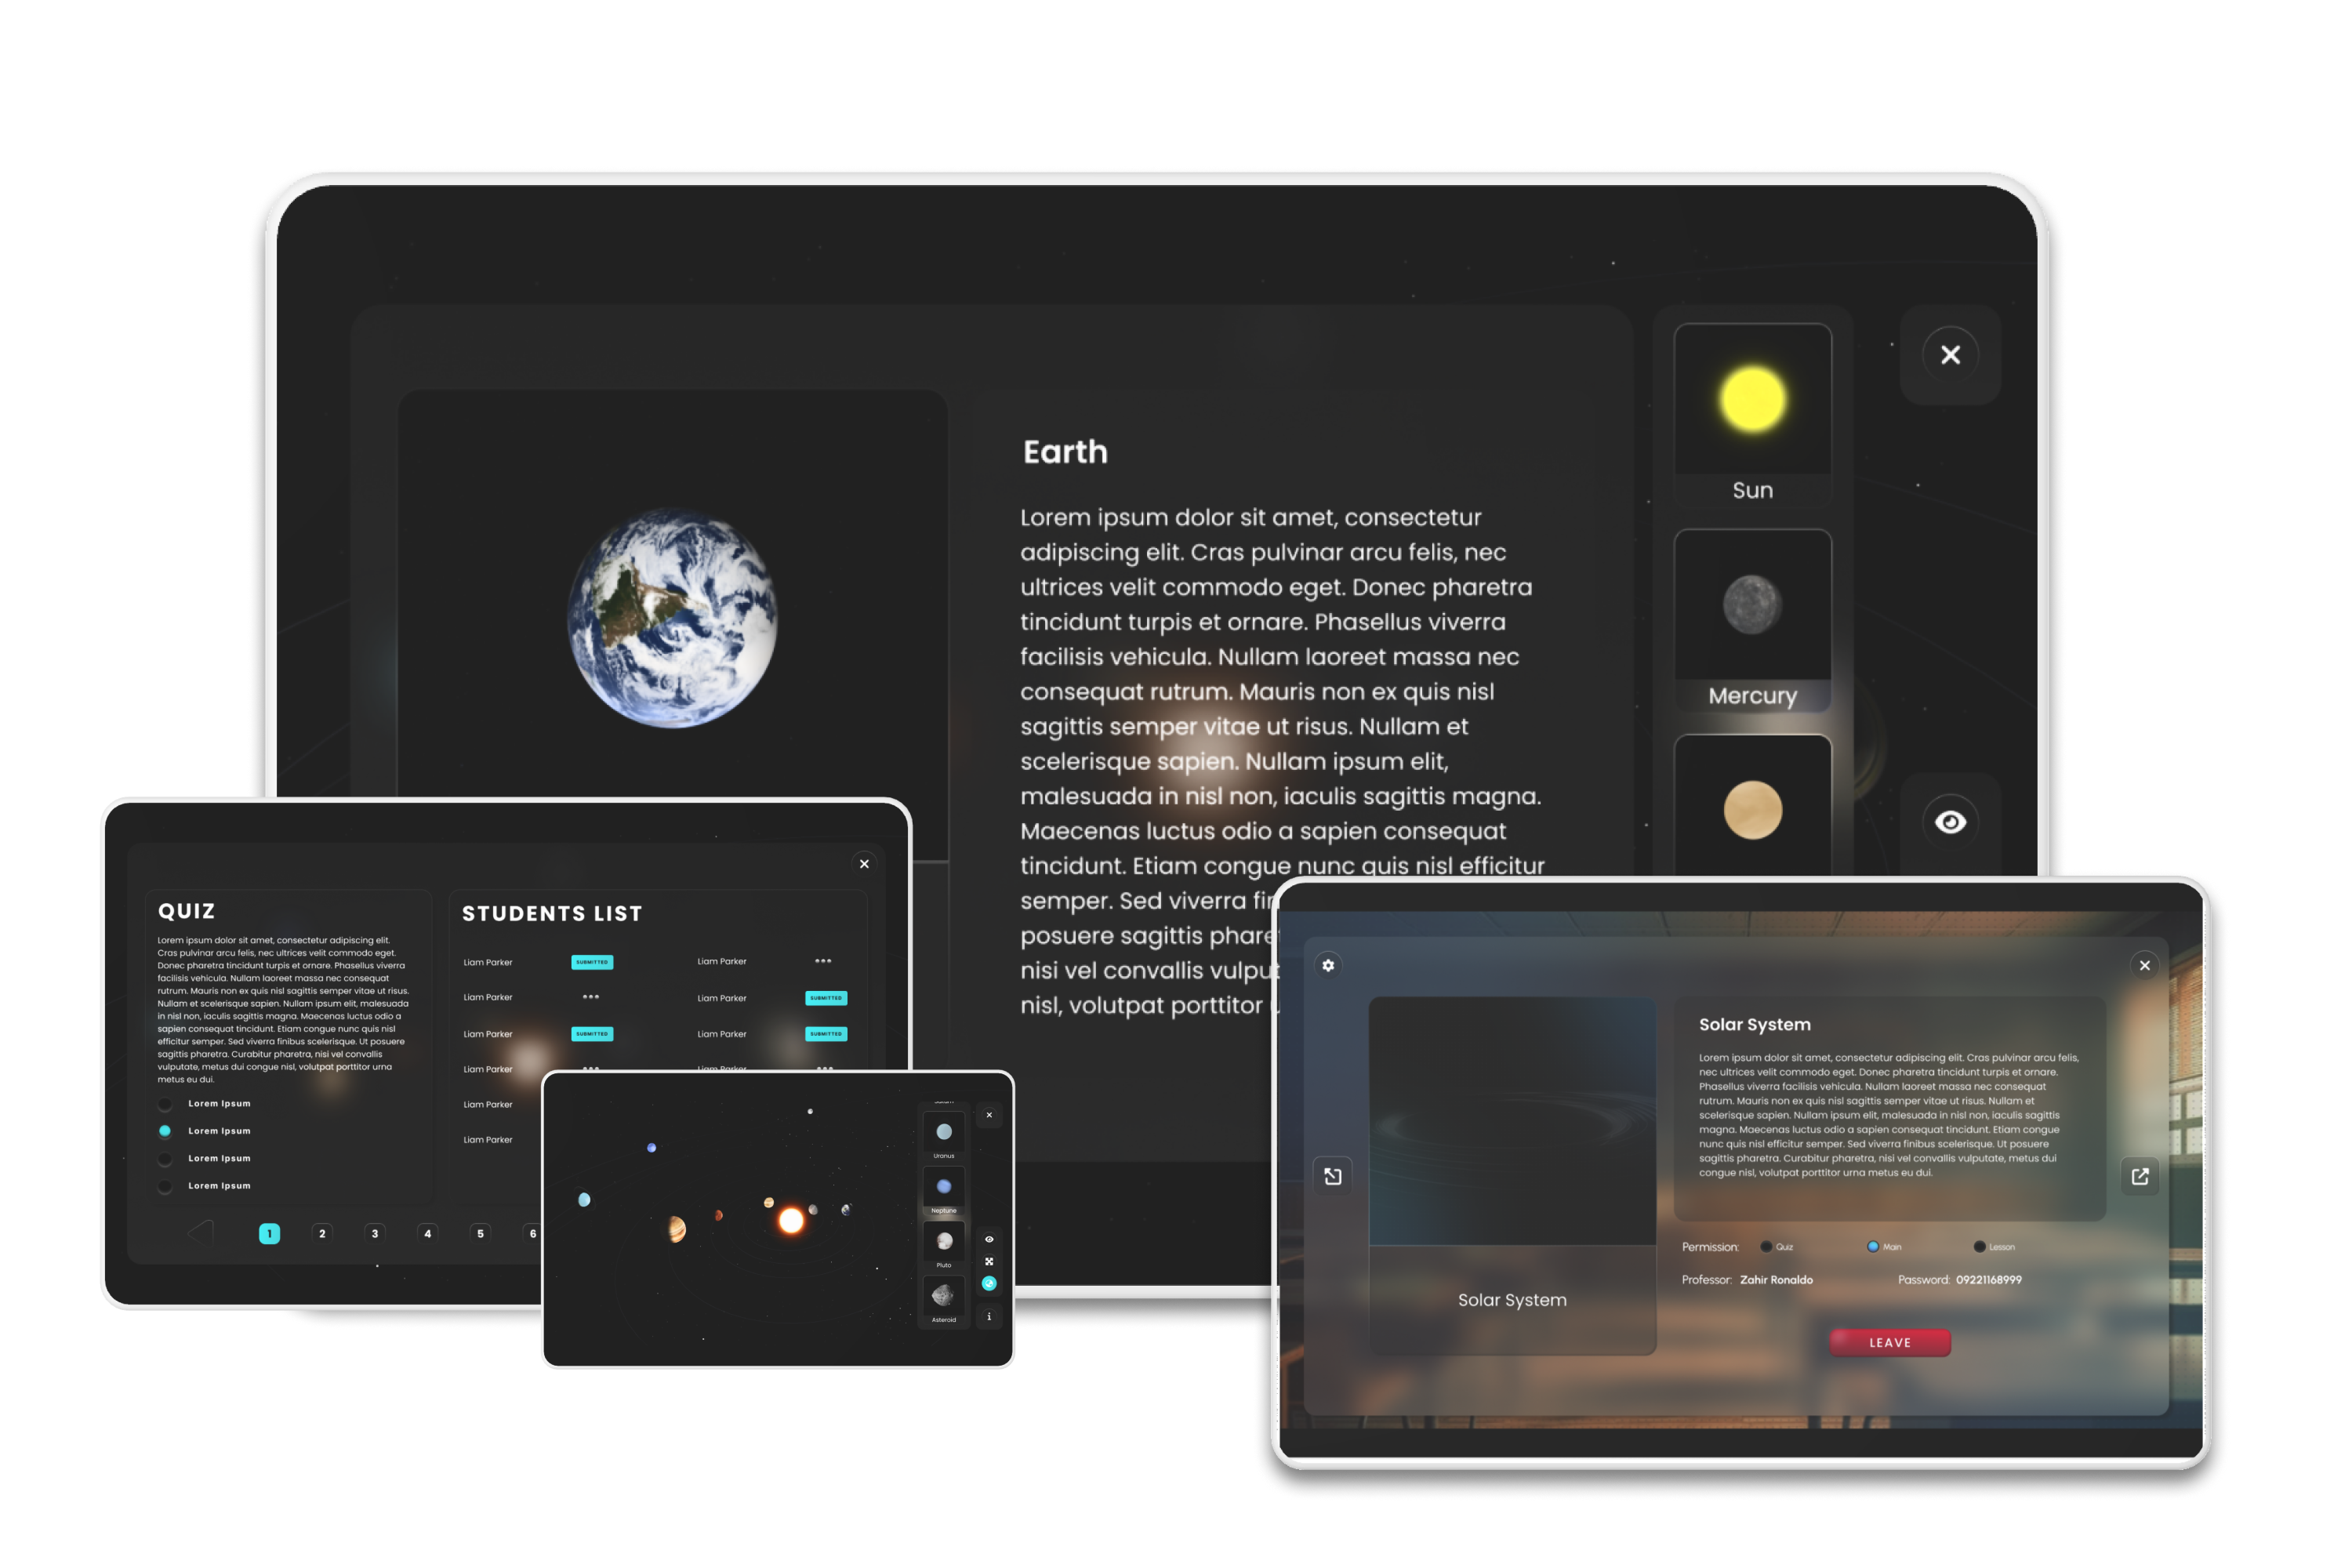 Earth
Lorem ipsum dolor sit amet, consectetur
adipiscing elit. Cras pulvinar arcu felis, nec
ultrices velit commodo eget. Donec pharetra
tincidunt turpis et ornare. Phasellus viverra
facilisis vehicula. Nullam laoreet massa nec
consequat rutrum. Mauris non ex quis nisl
sagittis semper vitae ut risus. Nullam et
scelerisque sapien. Nullam ipsum elit,
malesuada in nisl non, iaculis sagittis magna.
Maecenas luctus odio a sapien consequat
tincidunt. Etiam congue nunc quis nisl efficitur
semper. Sed viverra
posuere sagittis
nisi vel convallis
nisl, volutpat porttitor
Sun
Mercury
QUIZ
Lorem ipsum dolor sit amet, consectetur adipiscing elit.
Cras pulvinar arcu felis, nec ultrices velit commodo eget.
Donec pharetra tincidunt turpis et ornare. Phasellus viverra
facilisis vehicula. Nullam laoreet massa nec consequat
rutrum. Mauris non ex quis nisl sagittis semper vitae ut risus.
Nullam et scelerisque sapien. Nullam ipsum elit, malesuada
in nisl non, iaculis sagittis magna. Maecenas luctus odio a
sapien consequat tincidunt. Etiam congue nunc quis nisl
efficitur semper. Sed viverra finibus scelerisque. Ut posuere
sagittis pharetra. Curabitur pharetra, nisi vel convallis
vulputate, metus dui congue nisl, volutpat porttitor urna
metus eu dui.
Lorem Ipsum
Lorem Ipsum
Lorem Ipsum
Lorem Ipsum
1 2 3 4 5 6
STUDENTS LIST
Liam Parker SUBMITTED Liam Parker •••
Liam Parker ••• Liam Parker SUBMITTED
Liam Parker SUBMITTED Liam Parker SUBMITTED
Liam Parker ••• Liam Parker •••
Liam Parker
Liam Parker
Uranus
Neptune
Pluto
Asteroid
Solar System
Solar System
Lorem ipsum dolor sit amet, consectetur adipiscing elit. Cras pulvinar arcu felis,
nec ultrices velit commodo eget. Donec pharetra tincidunt turpis et ornare.
Phasellus viverra facilisis vehicula. Nullam laoreet massa nec consequat
rutrum. Mauris non ex quis nisl sagittis semper vitae ut risus. Nullam et
scelerisque sapien. Nullam ipsum elit, malesuada in nisl non, iaculis sagittis
magna. Maecenas luctus odio a sapien consequat tincidunt. Etiam congue
nunc quis nisl efficitur semper. Sed viverra finibus scelerisque. Ut posuere
sagittis pharetra. Curabitur pharetra, nisi vel convallis vulputate, metus dui
congue nisl, volutpat porttitor urna metus eu dui.
Permission: Quiz Main Lesson
Professor: Zahir Ronaldo Password: 09221168999
LEAVE